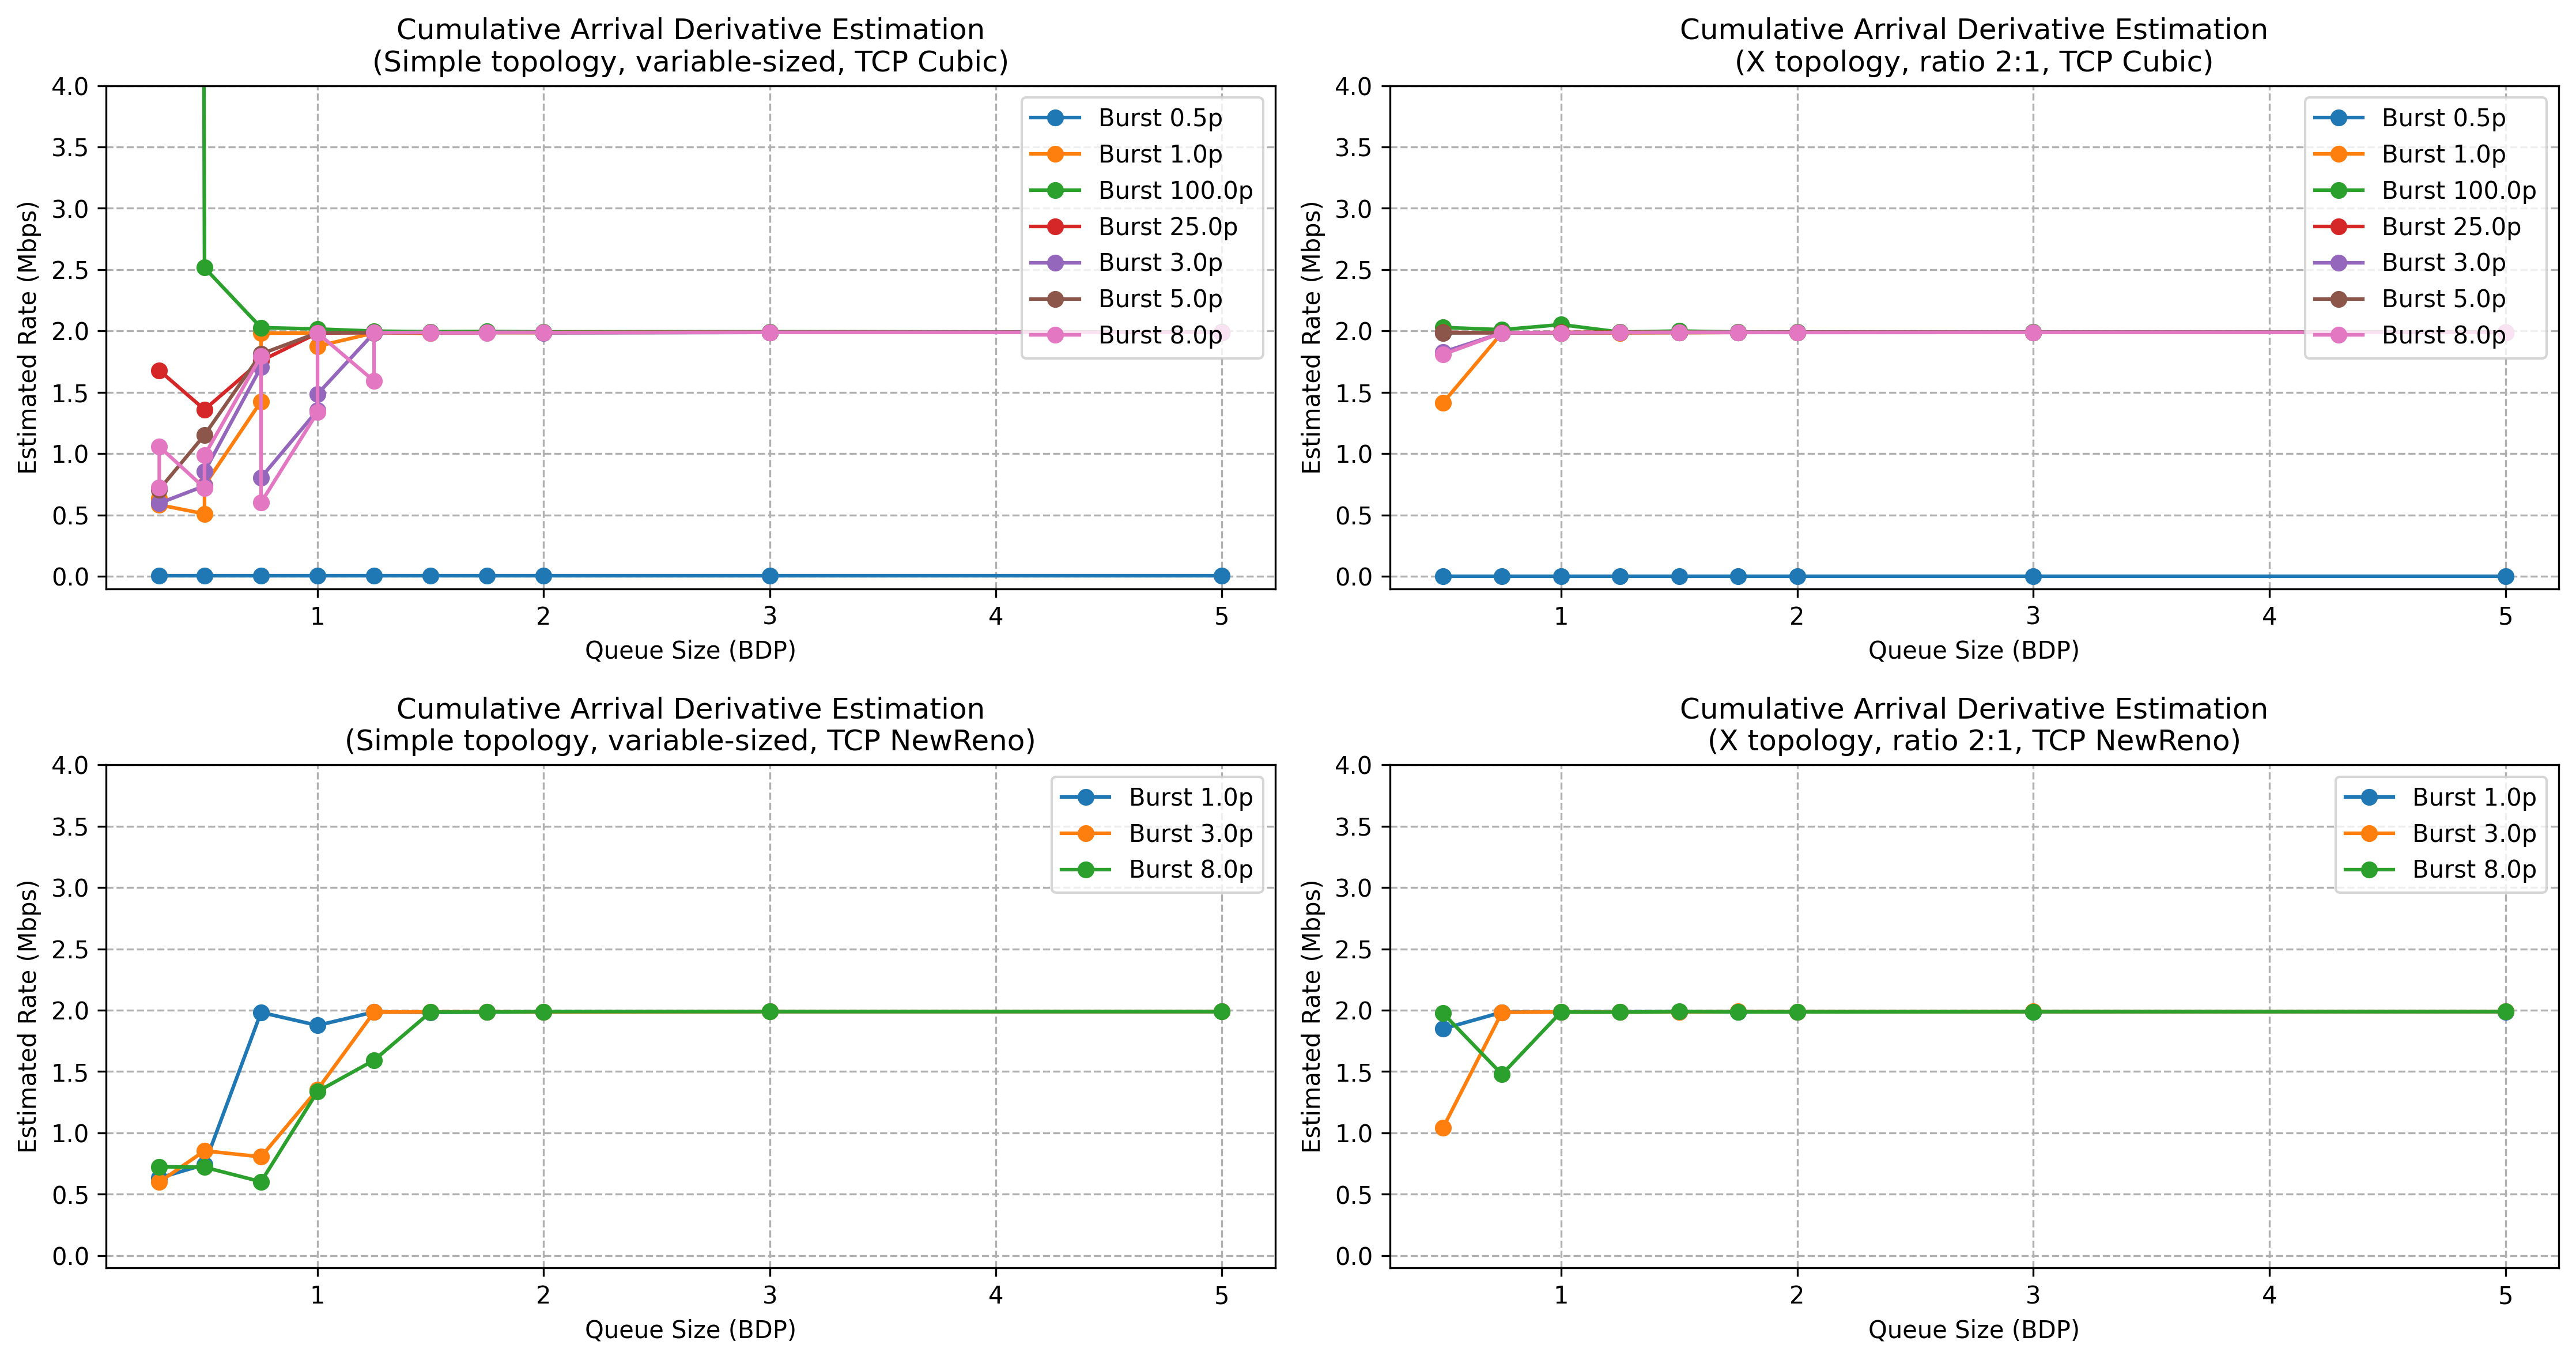 Cumulative Arrival Derivative Estimation
(Simple topology, variable-sized, TCP Cubic)
4.0
3.5
3.0
2.5
2.0
1.5
1.0
0.5
0.0
Estimated Rate (Mbps)
Burst 0.5p
Burst 1.0p
Burst 100.0p
Burst 25.0p
Burst 3.0p
Burst 5.0p
Burst 8.0p
1 2 3 4 5
Queue Size (BDP)
Cumulative Arrival Derivative Estimation
(X topology, ratio 2:1, TCP Cubic)
4.0
3.5
3.0
2.5
2.0
1.5
1.0
0.5
0.0
Estimated Rate (Mbps)
Burst 0.5p
Burst 1.0p
Burst 100.0p
Burst 25.0p
Burst 3.0p
Burst 5.0p
Burst 8.0p
1 2 3 4 5
Queue Size (BDP)
Cumulative Arrival Derivative Estimation
(Simple topology, variable-sized, TCP NewReno)
4.0
3.5
3.0
2.5
2.0
1.5
1.0
0.5
0.0
Estimated Rate (Mbps)
Burst 1.0p
Burst 3.0p
Burst 8.0p
1 2 3 4 5
Queue Size (BDP)
Cumulative Arrival Derivative Estimation
(X topology, ratio 2:1, TCP NewReno)
4.0
3.5
3.0
2.5
2.0
1.5
1.0
0.5
0.0
Estimated Rate (Mbps)
Burst 1.0p
Burst 3.0p
Burst 8.0p
1 2 3 4 5
Queue Size (BDP)